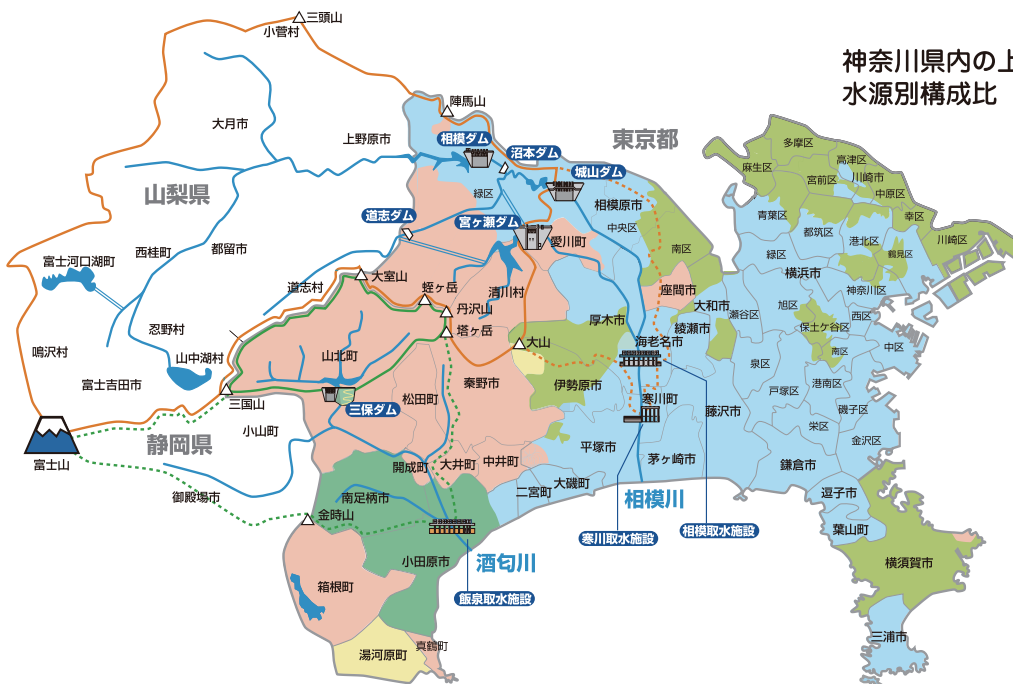 神奈川県内の上
水源別構成比
三頭山
小菅村
大月市
上野原市
陣馬山
相模ダム
沼本ダム
東京都
城山ダム
多摩区
麻生区
高津区
宮前区
川崎市
中原区
幸区
川崎区
山梨県
緑区
相模原市
中央区
南区
青葉区
都筑区
港北区
鶴見区
道志ダム
宮ヶ瀬ダム
愛川町
緑区
横浜市
神奈川区
西桂町
都留市
富士河口湖町
道志村
大室山
蛭ヶ岳
丹沢山
塔ヶ岳
清川村
座間市
大和市
瀬谷区
旭区
保土ケ谷区
西区
中区
南区
忍野村
鳴沢村
山中湖村
富士吉田市
山北町
大山
厚木市
綾瀬市
海老名市
泉区
戸塚区
港南区
磯子区
栄区
金沢区
三国山
小山町
三保ダム
松田町
秦野市
伊勢原市
寒川町
藤沢市
富士山
静岡県
御殿場市
開成町
大井町
中井町
平塚市
茅ヶ崎市
鎌倉市
逗子市
葉山町
金時山
南足柄市
二宮町
大磯町
相模川
寒川取水施設
相模取水施設
小田原市
酒匂川
飯泉取水施設
箱根町
横須賀市
三浦市
湯河原町
真鶴町